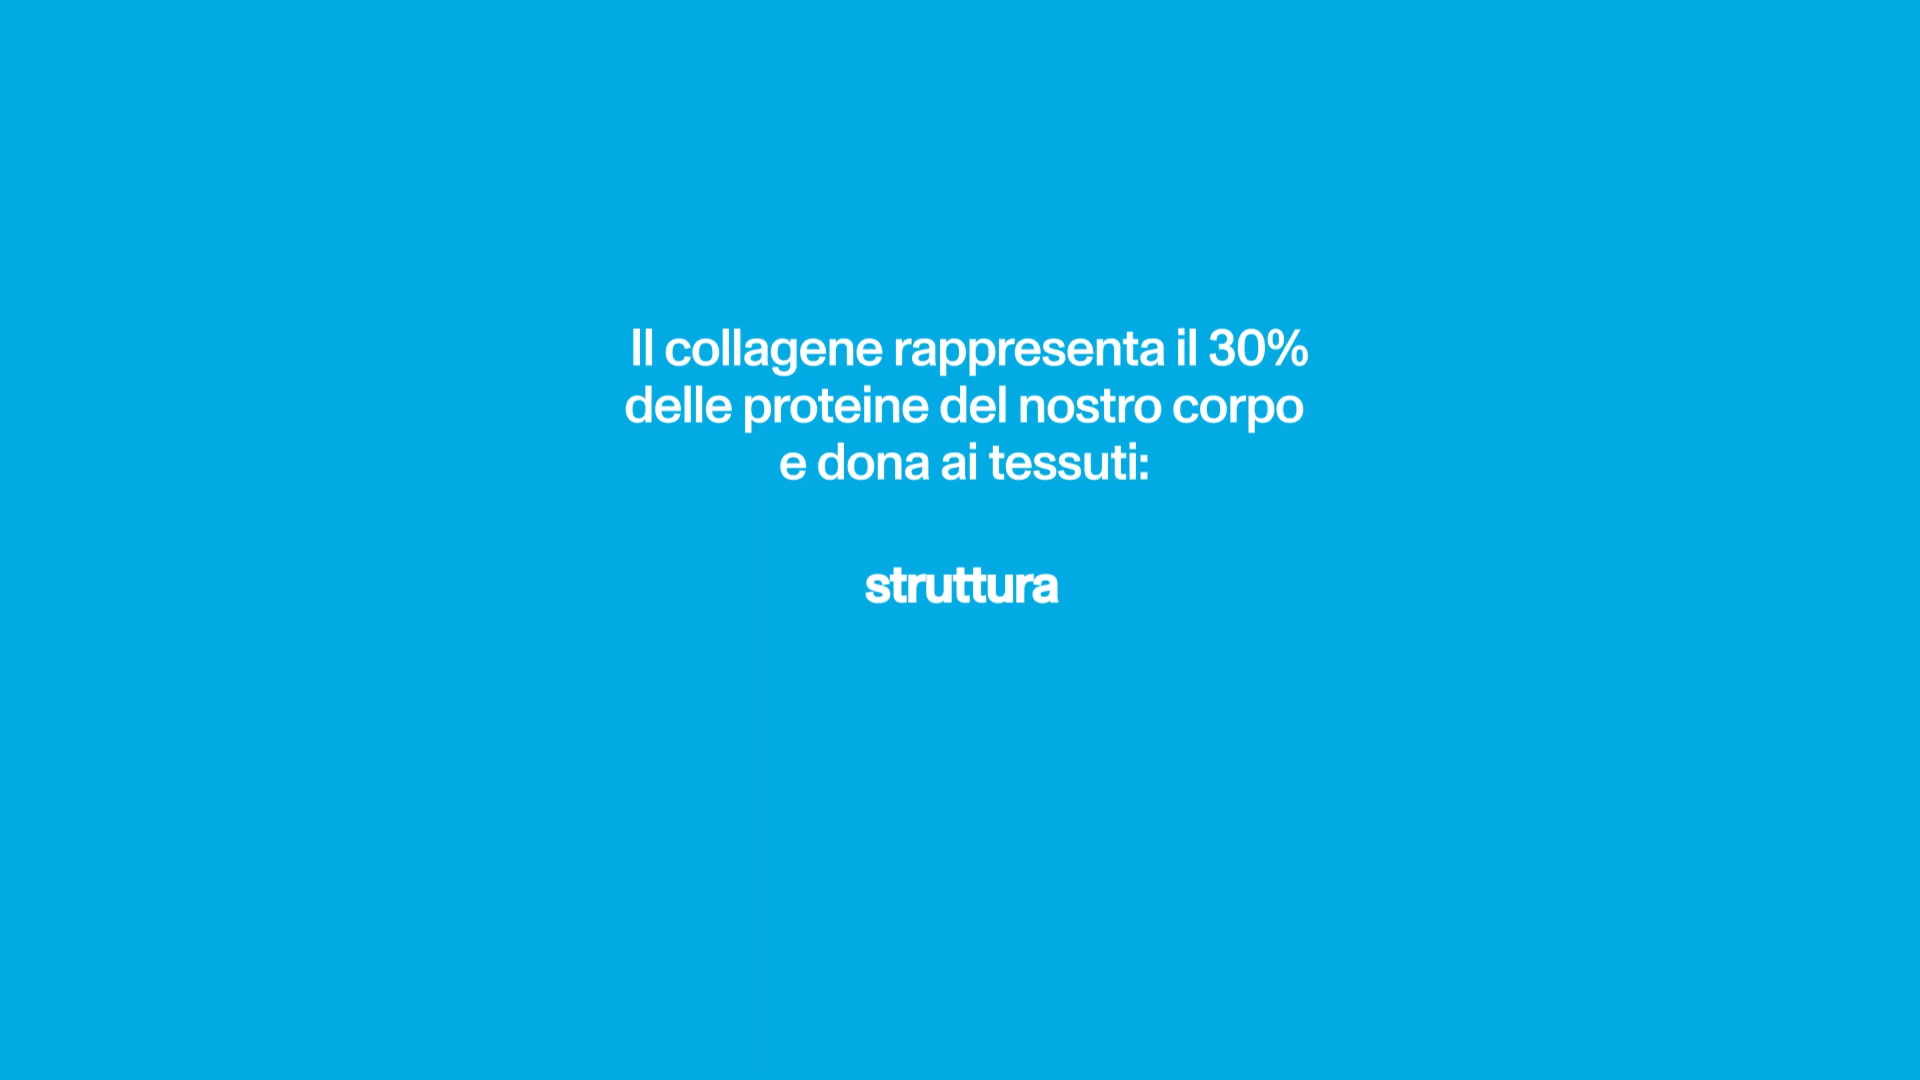 Il collagene rappresenta il 30%
delle proteine del nostro corpo
e dona ai tessuti:
struttura